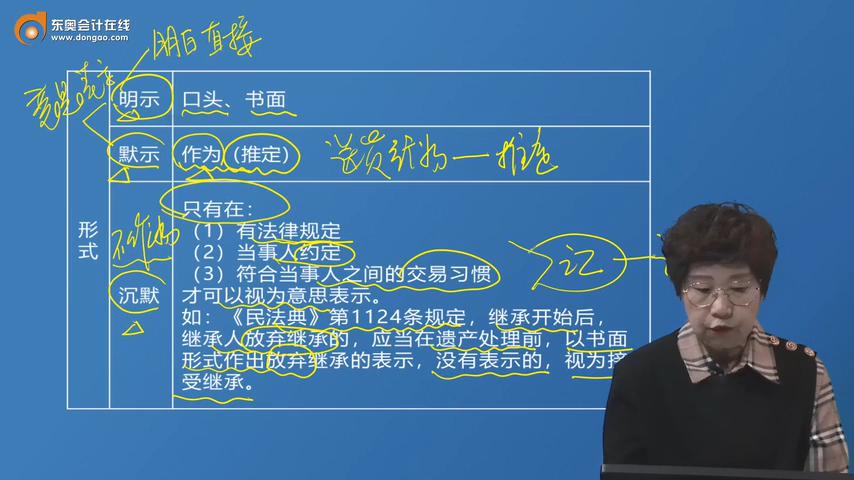 东奥会计在线
www.dongao.com
明白直接
形式
明示
口头、书面
默示
作为（推定）
沉默
只有在：
（1）有法律规定
（2）当事人约定
（3）符合当事人之间的交易习惯
才可以视为意思表示。
如：《民法典》第1124条规定，继承开始后，
继承人放弃继承的，应当在遗产处理前，以书面
形式作出放弃继承的表示，没有表示的，视为接
受继承。